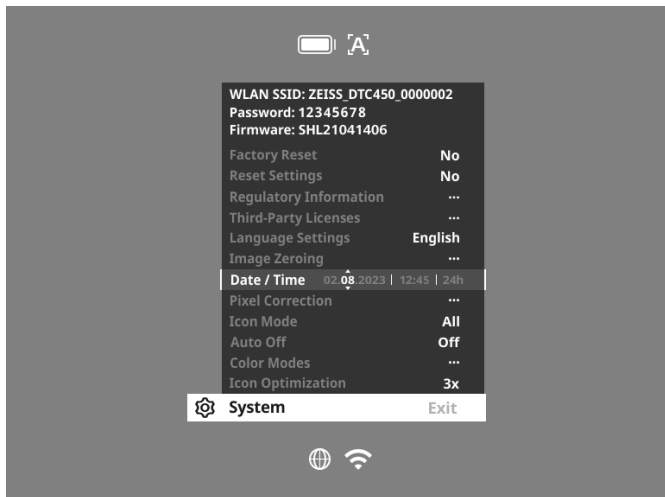 [A]
WLAN SSID: ZEISS_DTC450_0000002
Password: 12345678
Firmware: SHL21041406
Factory Reset No
Reset Settings No
Regulatory Information ...
Third-Party Licenses ...
Language Settings English
Image Zeroing ...
Date / Time 02.08.2023 | 12:45 | 24h
Pixel Correction ...
Icon Mode All
Auto Off Off
Color Modes ...
Icon Optimization 3x
System Exit